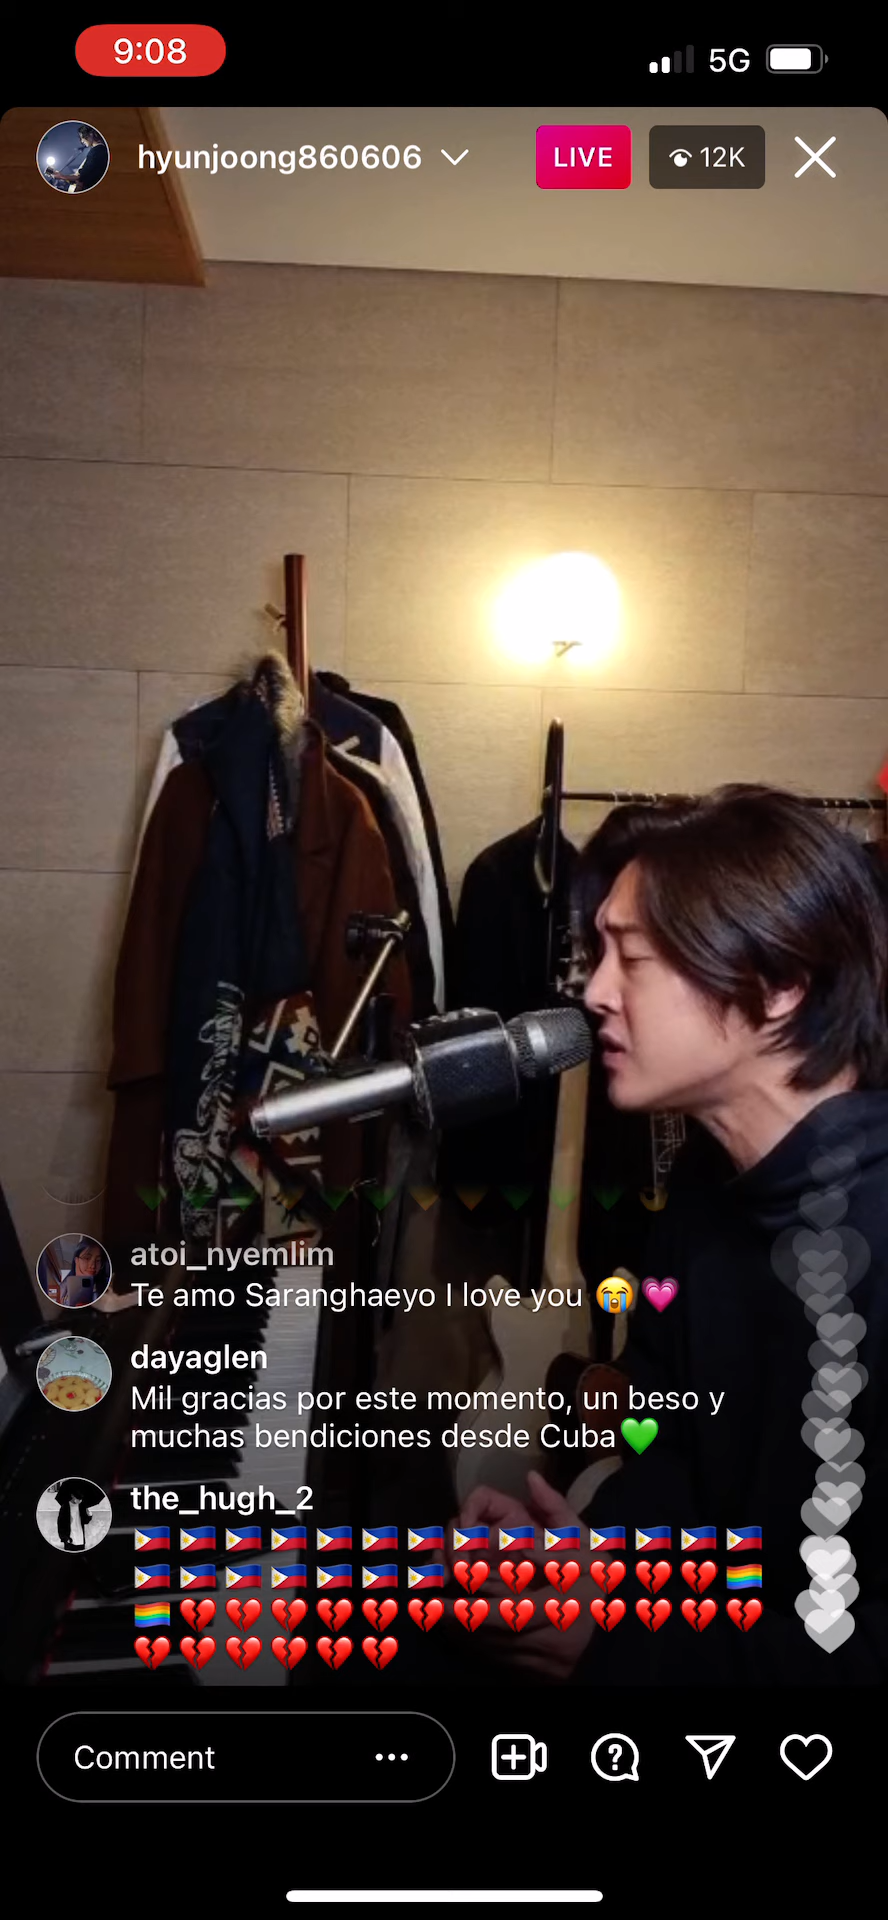 9:08
5G
hyunjoong860606
LIVE
12K
atoi_nyemlim
Te amo Saranghaeyo I love you 😭💗
dayaglen
Mil gracias por este momento, un beso y
muchas bendiciones desde Cuba💚
the_hugh_2
🇵🇭🇵🇭🇵🇭🇵🇭🇵🇭🇵🇭🇵🇭🇵🇭🇵🇭🇵🇭🇵🇭🇵🇭🇵🇭🇵🇭
🇵🇭🇵🇭🇵🇭🇵🇭🇵🇭🇵🇭🇵🇭💔💔💔💔💔💔🏳️‍🌈
🏳️‍🌈💔💔💔💔💔💔💔💔💔💔💔💔💔
💔💔💔💔💔💔
Comment